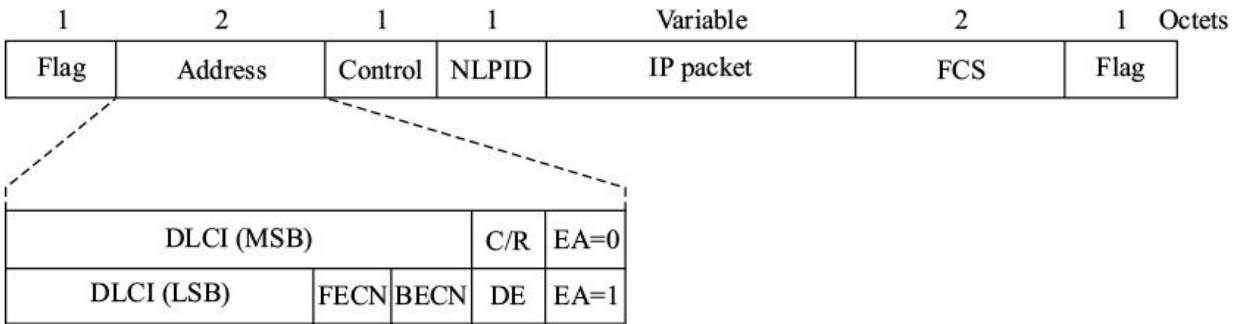 1 2 1 1 Variable 2 1 Octets
Flag Address Control NLPID IP packet FCS Flag
DLCI (MSB) C/R EA=0
DLCI (LSB) FECN BECN DE EA=1